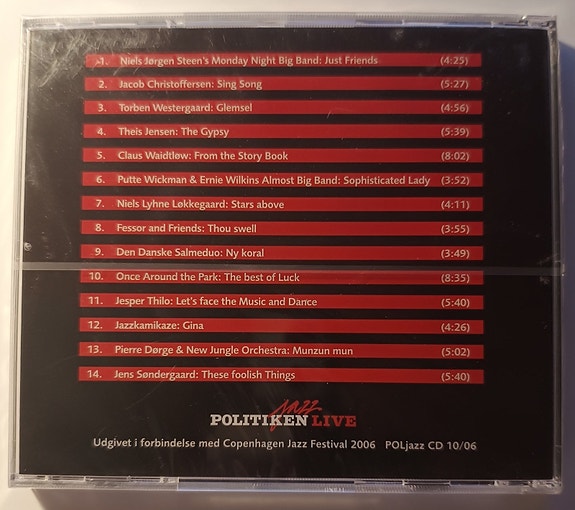 1. Niels Jørgen Steen's Monday Night Big Band: Just Friends (4:25)
2. Jacob Christoffersen: Sing Song (5:27)
3. Torben Westergaard: Glemsel (4:56)
4. Theis Jensen: The Gypsy (5:39)
5. Claus Waidtløw: From the Story Book (8:02)
6. Putte Wickman & Ernie Wilkins Almost Big Band: Sophisticated Lady (3:52)
7. Niels Lyhne Løkkegaard: Stars above (4:11)
8. Fessor and Friends: Thou swell (3:55)
9. Den Danske Salmeduo: Ny koral (3:49)
10. Once Around the Park: The best of Luck (8:35)
11. Jesper Thilo: Let's face the Music and Dance (5:40)
12. Jazzkamikaze: Gina (4:26)
13. Pierre Dørge & New Jungle Orchestra: Munzun mun (5:02)
14. Jens Søndergaard: These foolish Things (5:40)
jazz
POLITIKEN LIVE
Udgivet i forbindelse med Copenhagen Jazz Festival 2006 POLjazz CD 10/06